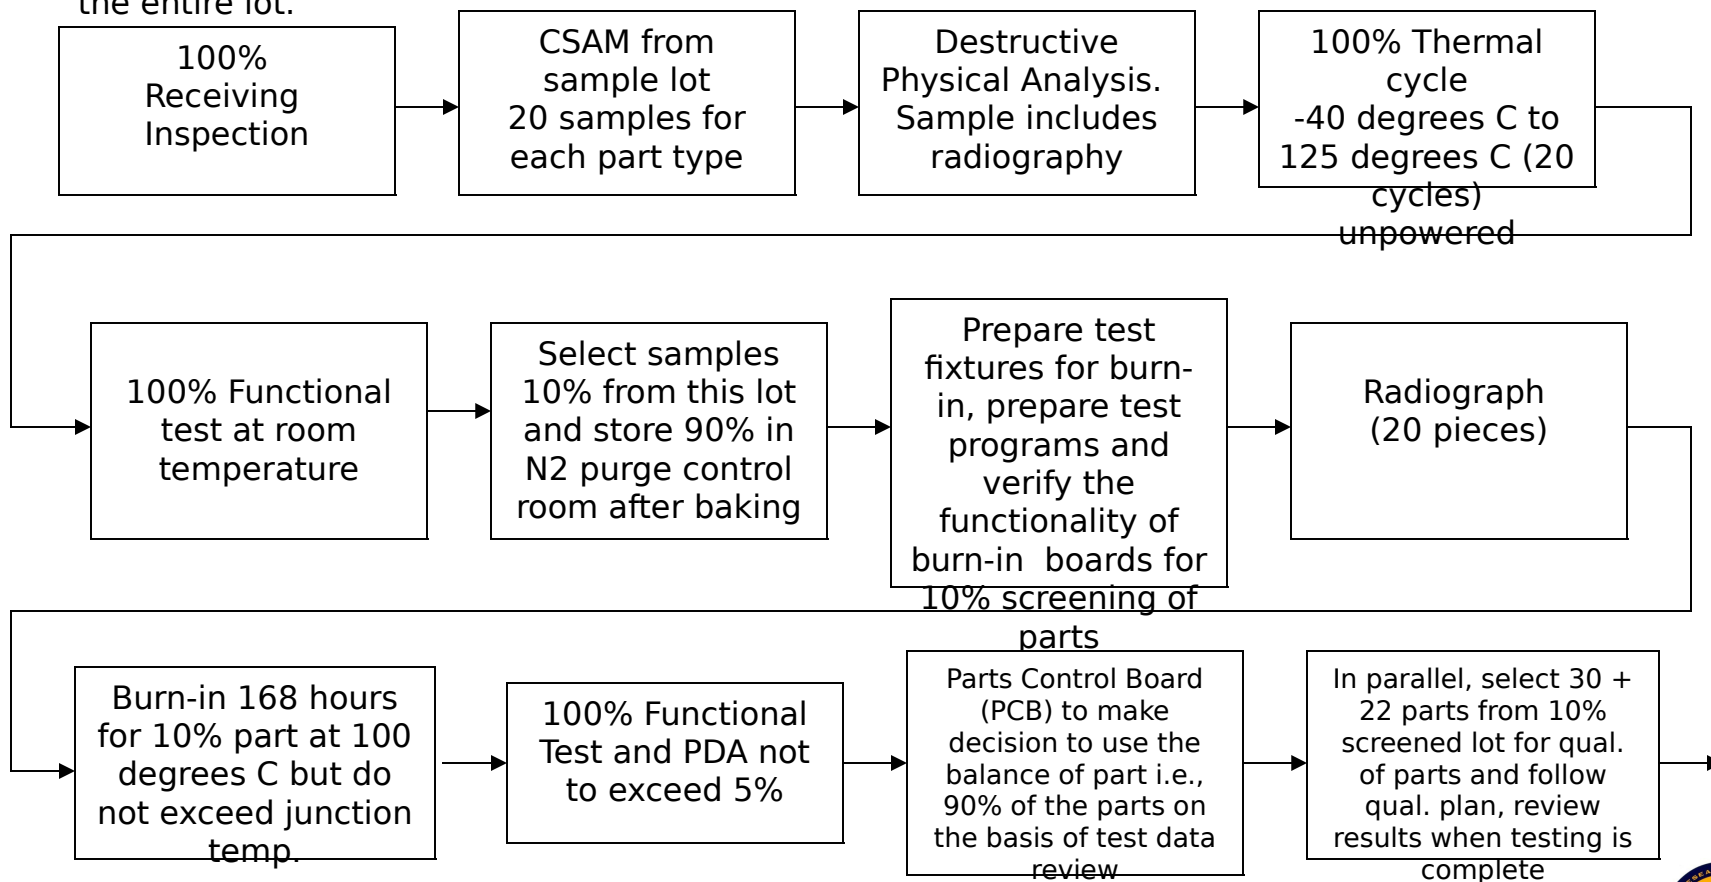 the entire lot.
100%
Receiving
Inspection
CSAM from
sample lot
20 samples for
each part type
Destructive
Physical Analysis.
Sample includes
radiography
100% Thermal
cycle
-40 degrees C to
125 degrees C (20
cycles)
unpowered
100% Functional
test at room
temperature
Select samples
10% from this lot
and store 90% in
N2 purge control
room after baking
Prepare test
fixtures for burn-
in, prepare test
programs and
verify the
functionality of
burn-in  boards for
10% screening of
parts
Radiograph
(20 pieces)
Burn-in 168 hours
for 10% part at 100
degrees C but do
not exceed junction
temp.
100% Functional
Test and PDA not
to exceed 5%
Parts Control Board
(PCB) to make
decision to use the
balance of part i.e.,
90% of the parts on
the basis of test data
review
In parallel, select 30 +
22 parts from 10%
screened lot for qual.
of parts and follow
qual. plan, review
results when testing is
complete